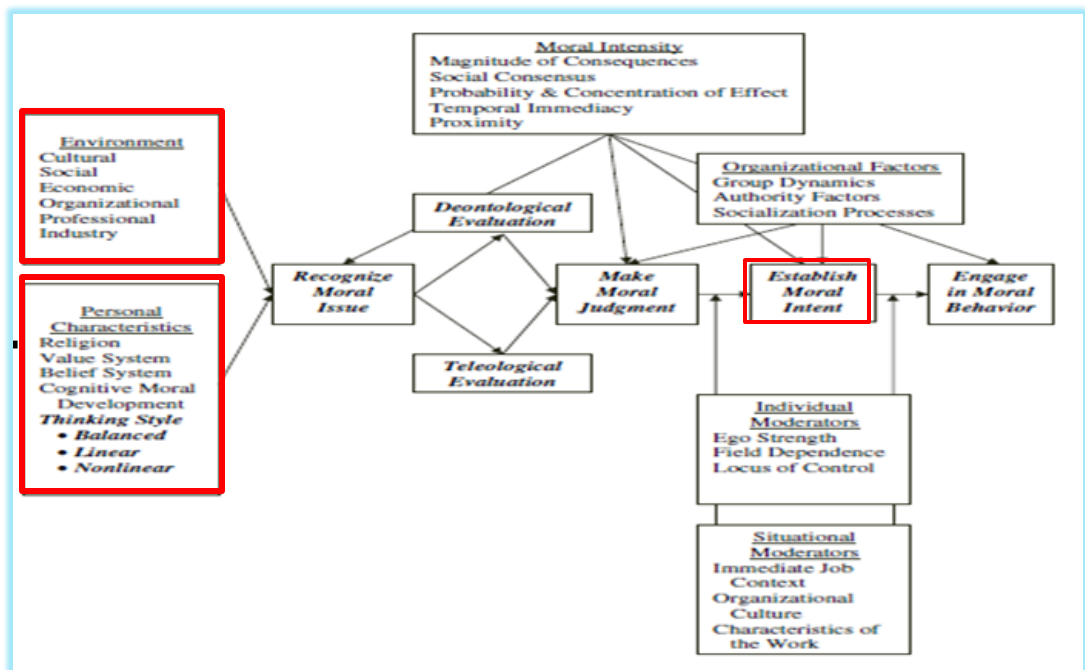 Moral Intensity
Magnitude of Consequences
Social Consensus
Probability & Concentration of Effect
Temporal Immediacy
Proximity
Environment
Cultural
Social
Economic
Organizational
Professional
Industry
Organizational Factors
Group Dynamics
Authority Factors
Socialization Processes
Deontological
Evaluation
Recognize
Moral
Issue
Make
Moral
Judgment
Establish
Moral
Intent
Engage
in Moral
Behavior
Personal
Characteristics
Religion
Value System
Belief System
Cognitive Moral
Development
Thinking Style
• Balanced
• Linear
• Nonlinear
Teleological
Evaluation
Individual
Moderators
Ego Strength
Field Dependence
Locus of Control
Situational
Moderators
Immediate Job
Context
Organizational
Culture
Characteristics of
the Work